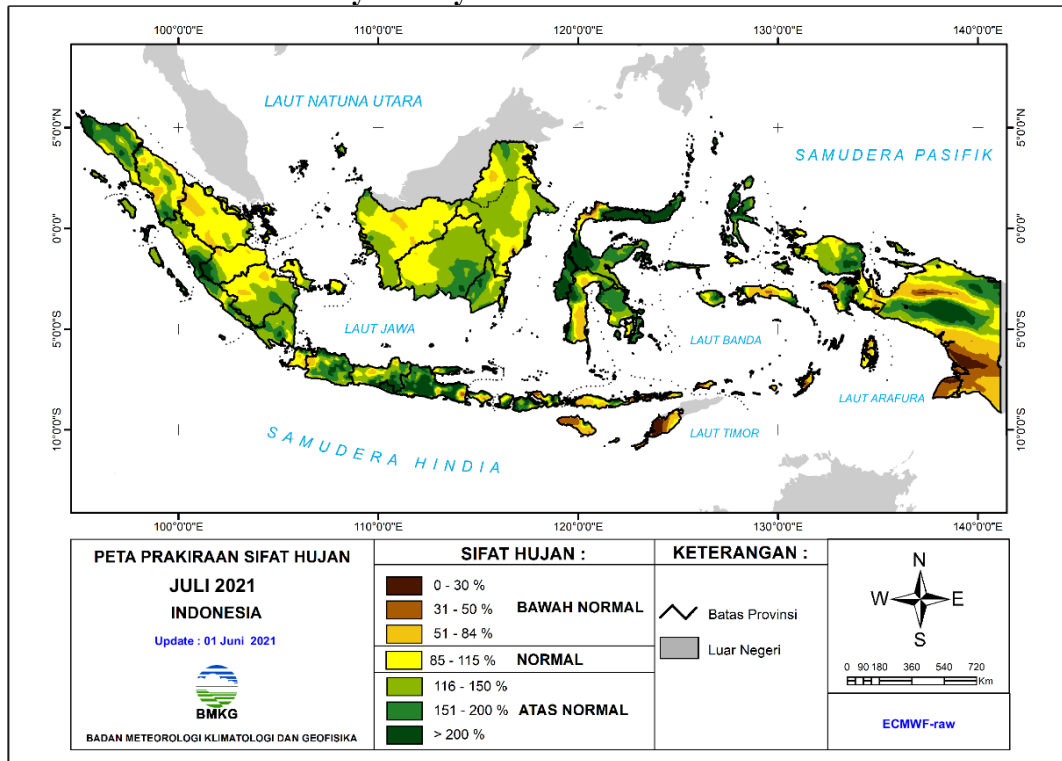 100°0'0"E 110°0'0"E 120°0'0"E 130°0'0"E 140°0'0"E
LAUT NATUNA UTARA
5°0'0"N 5°0'0"N
SAMUDERA PASIFIK
0°0'0" 0°0'0"
LAUT JAWA
LAUT BANDA
5°0'0"S 5°0'0"S
LAUT ARAFURA
LAUT TIMOR
10°0'0"S 10°0'0"S
SAMUDERA HINDIA
100°0'0"E 110°0'0"E 120°0'0"E 130°0'0"E 140°0'0"E
PETA PRAKIRAAN SIFAT HUJAN
JULI 2021
INDONESIA
Update : 01 Juni 2021
BMKG
BADAN METEOROLOGI KLIMATOLOGI DAN GEOFISIKA
SIFAT HUJAN :
0 - 30 %
31 - 50 % BAWAH NORMAL
51 - 84 %
85 - 115 % NORMAL
116 - 150 %
151 - 200 % ATAS NORMAL
> 200 %
KETERANGAN :
Batas Provinsi
Luar Negeri
N
W E
S
0 90 180 360 540 720
Km
ECMWF-raw